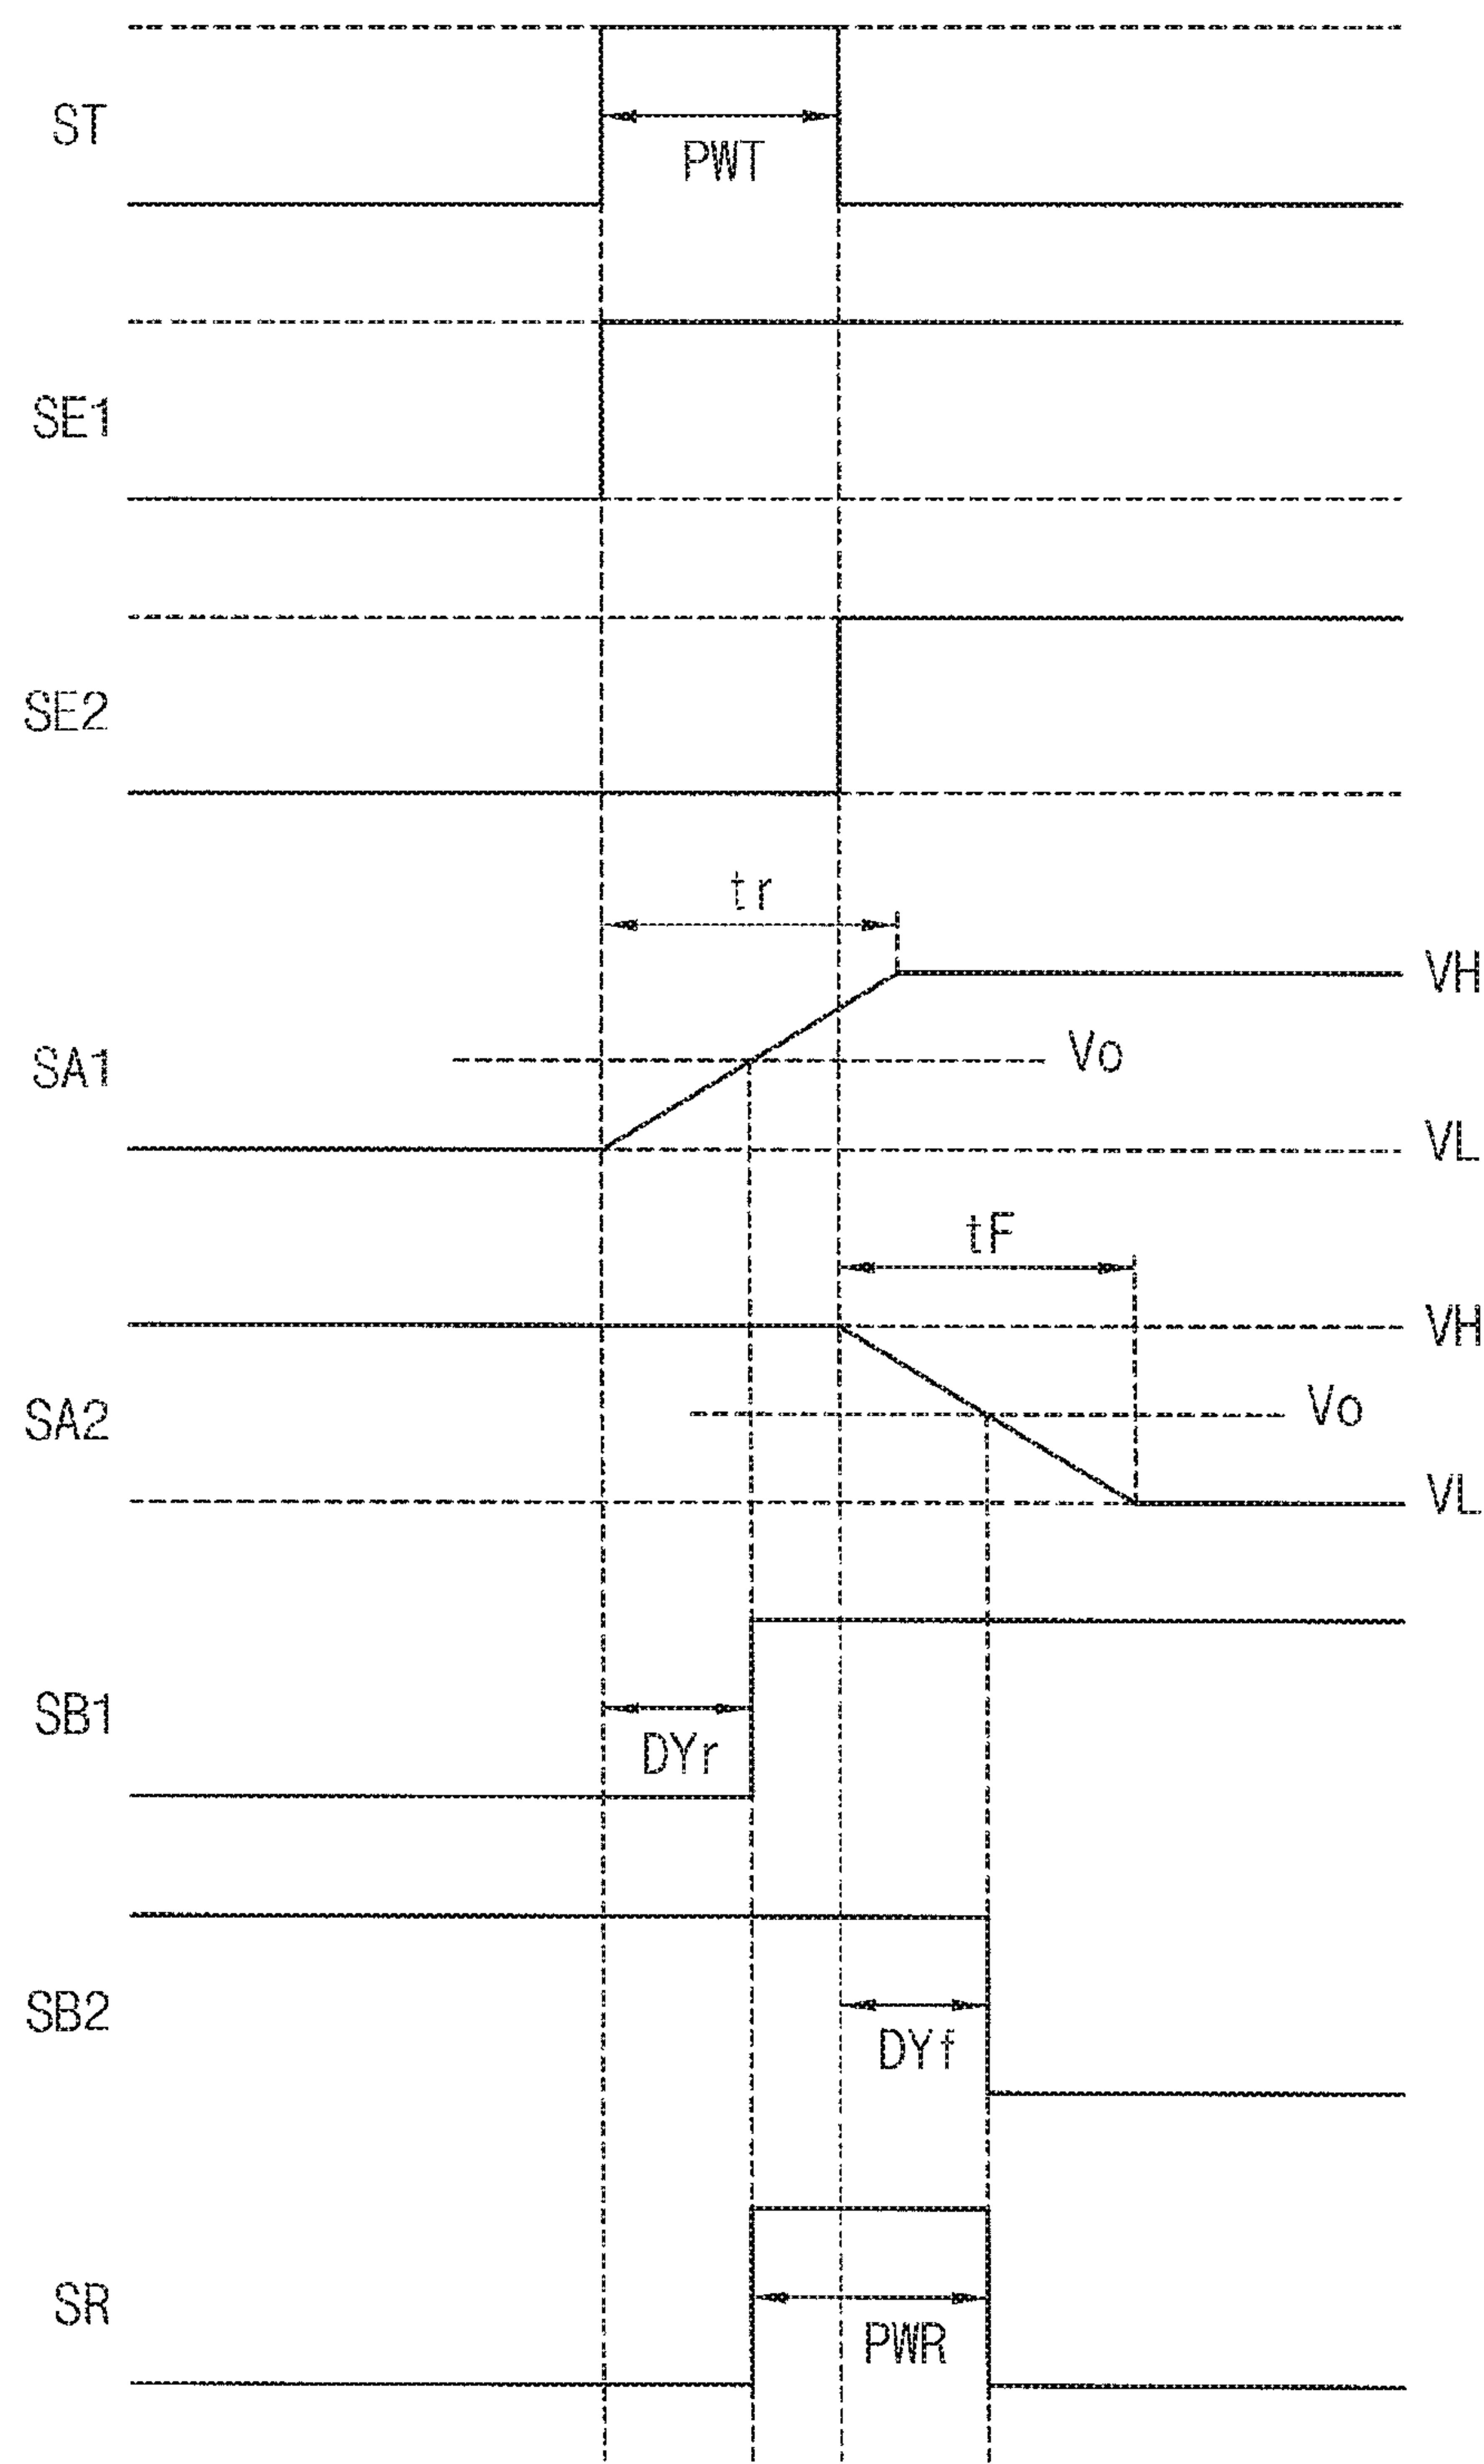 ST
PWT
SE1
SE2
tr
VH
SA1
Vo
VL
tF
VH
SA2
Vo
VL
SB1
DYr
SB2
DYf
SR
PWR